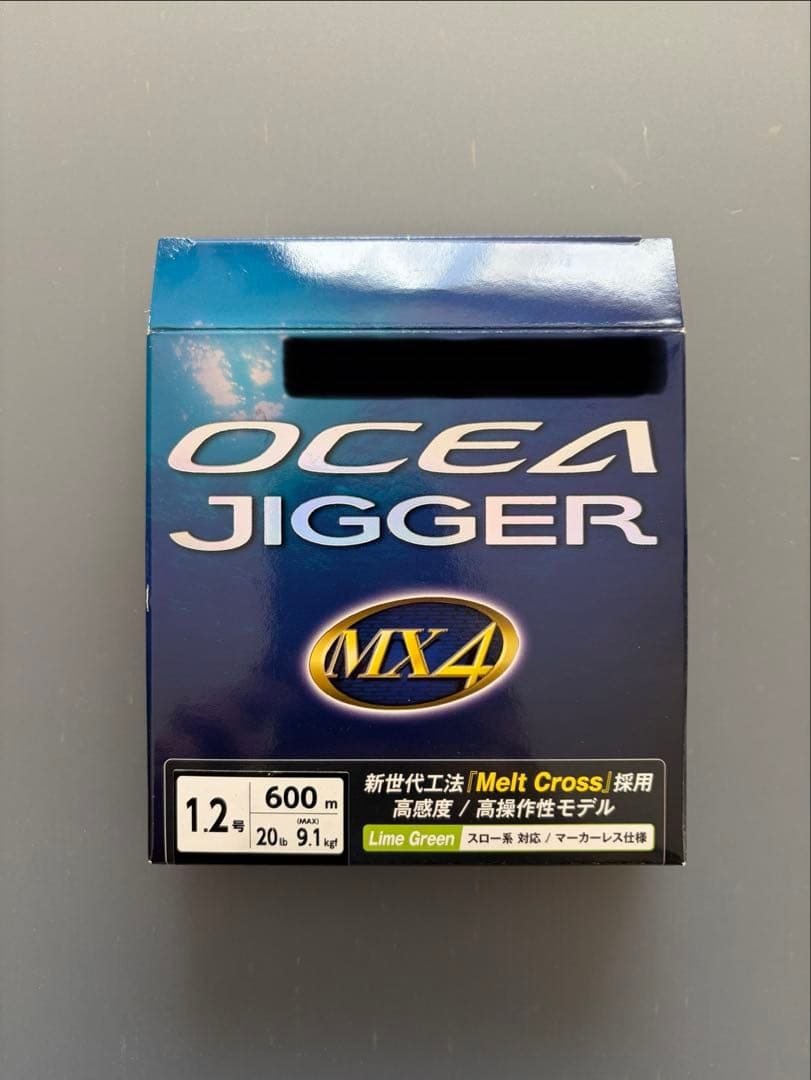 OCEA
JIGGER
MX4
1.2号
600 m
(MAX)
20lb 9.1kgf
新世代工法『Melt Cross』採用
高感度 / 高操作性モデル
Lime Green スロー系 対応 / マーカーレス仕様